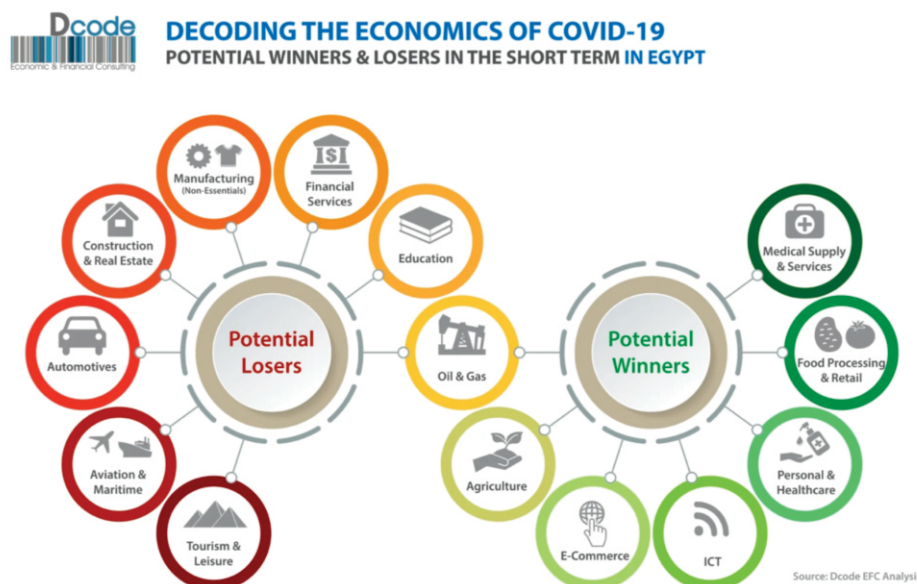 Dcode
Economic & Financial Consulting
DECODING THE ECONOMICS OF COVID-19
POTENTIAL WINNERS & LOSERS IN THE SHORT TERM IN EGYPT
Manufacturing
(Non-Essentials)
$
Financial
Services
Construction
& Real Estate
Education
Automotives
Potential
Losers
Oil & Gas
Aviation &
Maritime
Tourism &
Leisure
Potential
Winners
Medical Supply
& Services
Food Processing
& Retail
Personal &
Healthcare
ICT
E-Commerce
Agriculture
Source: Dcode EFC Analysi